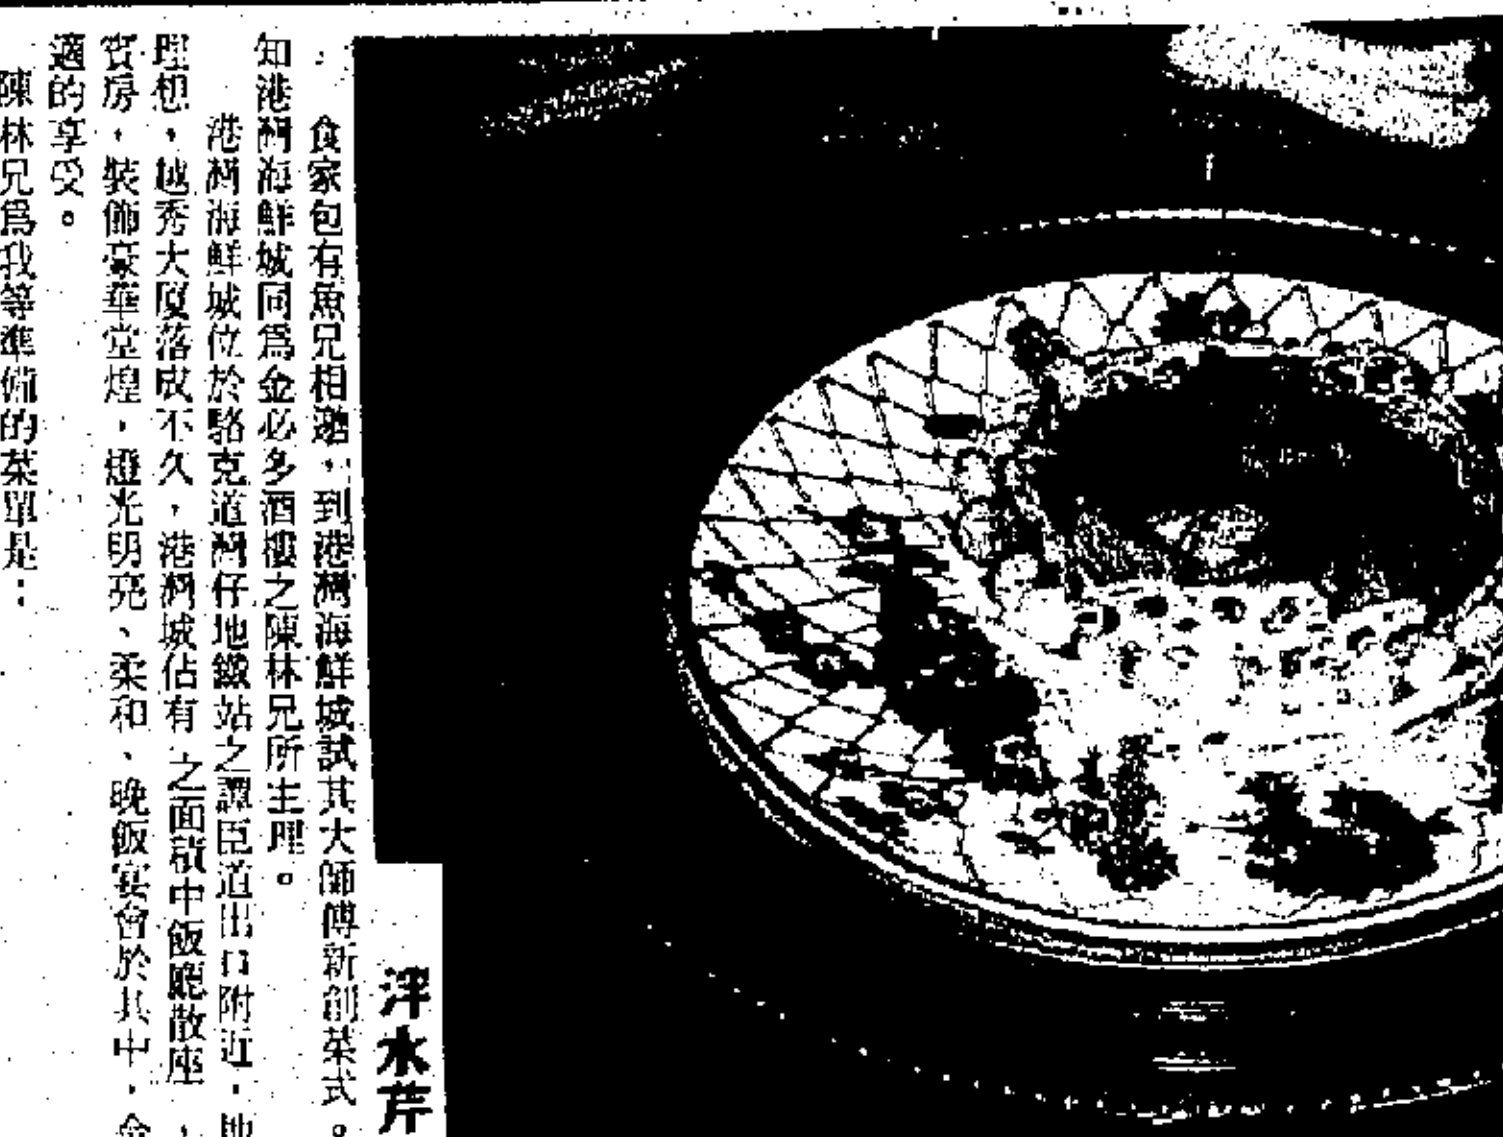 洋水芹
食家包有魚兄相邀，到港灣海鮮城試其大師傅新創菜式。
知港灣海鮮城同爲金必多酒樓之陳林兄所主理。
港灣海鮮城位於駱克道灣仔地鐵站之譚臣道出口附近，地
理想，越秀大厦落成不久，港灣城佔有之面積中飯廳散座，
賓房，裝飾豪華堂煌，燈光明亮、柔和、晚飯宴會於其中，令
適的享受。
陳林兄爲我等準備的菜單是：